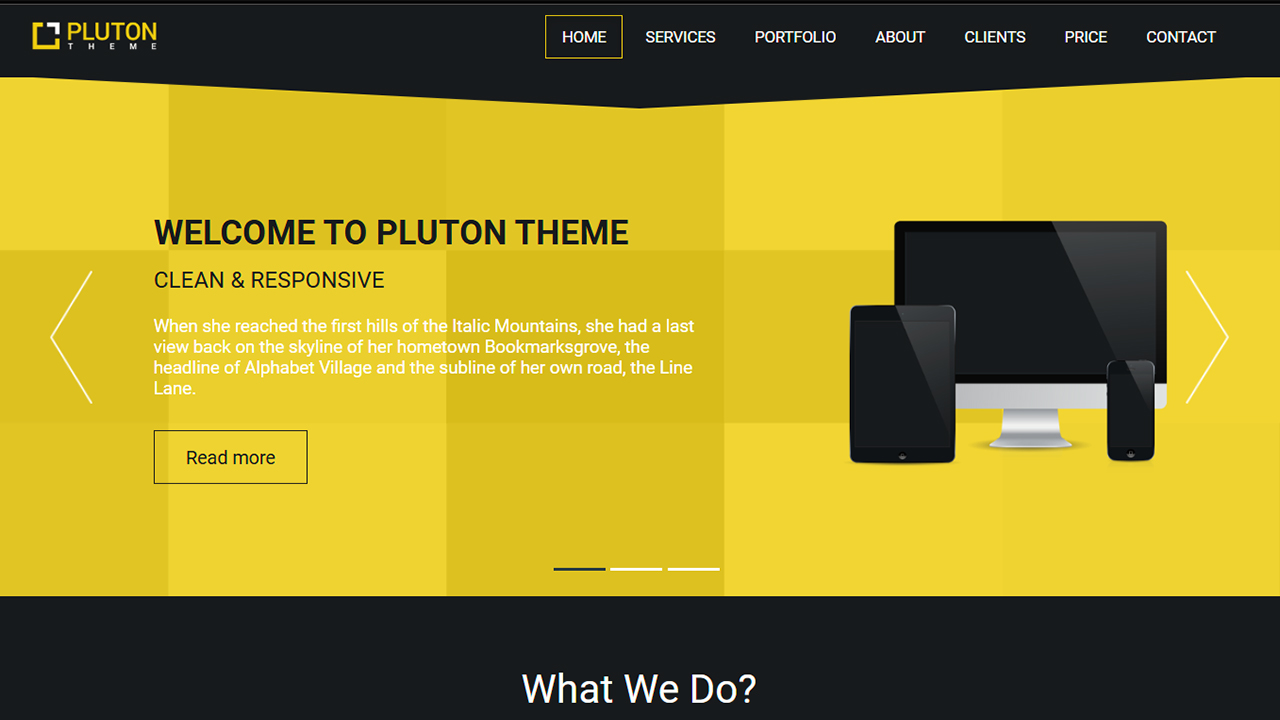 PLUTON
THEME
HOME SERVICES PORTFOLIO ABOUT CLIENTS PRICE CONTACT
WELCOME TO PLUTON THEME
CLEAN & RESPONSIVE
When she reached the first hills of the Italic Mountains, she had a last
view back on the skyline of her hometown Bookmarksgrove, the
headline of Alphabet Village and the subline of her own road, the Line
Lane.
Read more
What We Do?